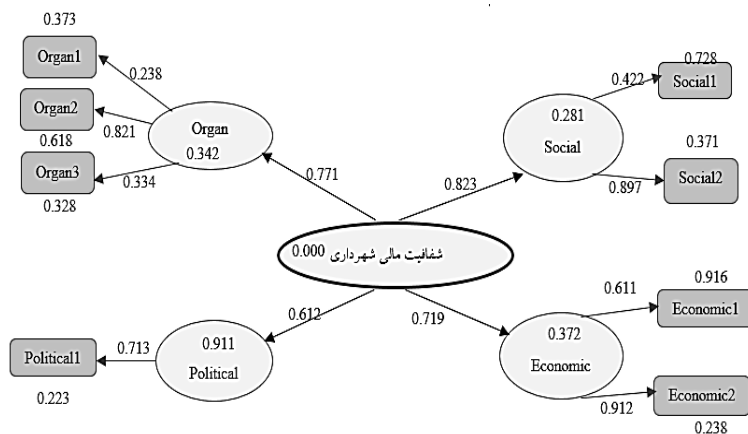 0.373
Organ1
0.238
Organ2
0.821
0.618
Organ3
0.334
0.328
Organ
0.342
0.771
0.728
Social1
0.422
0.281
Social
0.371
Social2
0.897
0.823
0.000 شفافیت مالی شهرداری
0.612
0.719
0.911
Political
0.713
Political1
0.223
0.372
Economic
0.611
0.916
Economic1
0.912
Economic2
0.238